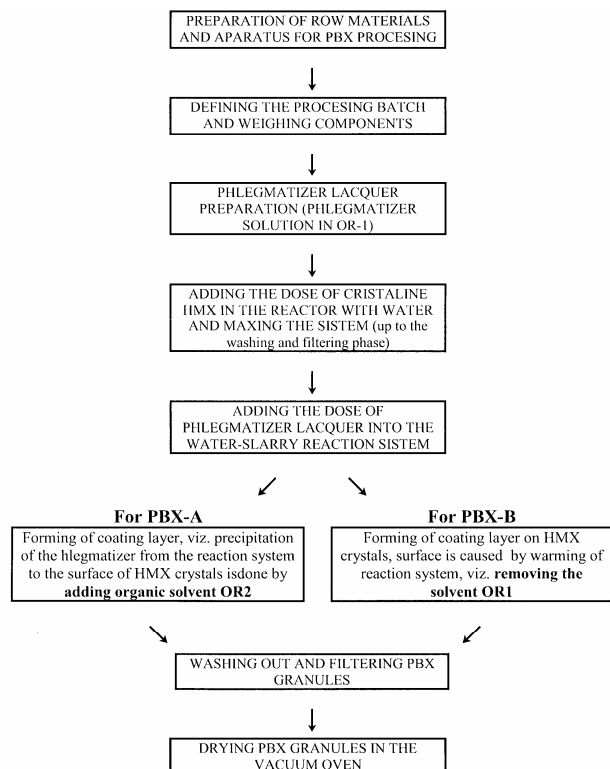 PREPARATION OF ROW MATERIALS
AND APARATUS FOR PBX PROCESING
DEFINING THE PROCESING BATCH
AND WEIGHING COMPONENTS
PHLEGMATIZER LACQUER
PREPARATION (PHLEGMATIZER
SOLUTION IN OR-1)
ADDING THE DOSE OF CRISTALINE
HMX IN THE REACTOR WITH WATER
AND MAXING THE SISTEM (up to the
washing and filtering phase)
ADDING THE DOSE OF
PHLEGMATIZER LACQUER INTO THE
WATER-SLARRY REACTION SISTEM
For PBX-A
Forming of coating layer, viz. precipitation
of the hlegmatizer from the reaction system
to the surface of HMX crystals isdone by
adding organic solvent OR2
For PBX-B
Forming of coating layer on HMX
crystals, surface is caused by warming of
reaction system, viz. removing the
solvent OR1
WASHING OUT AND FILTERING PBX
GRANULES
DRYING PBX GRANULES IN THE
VACUUM OVEN